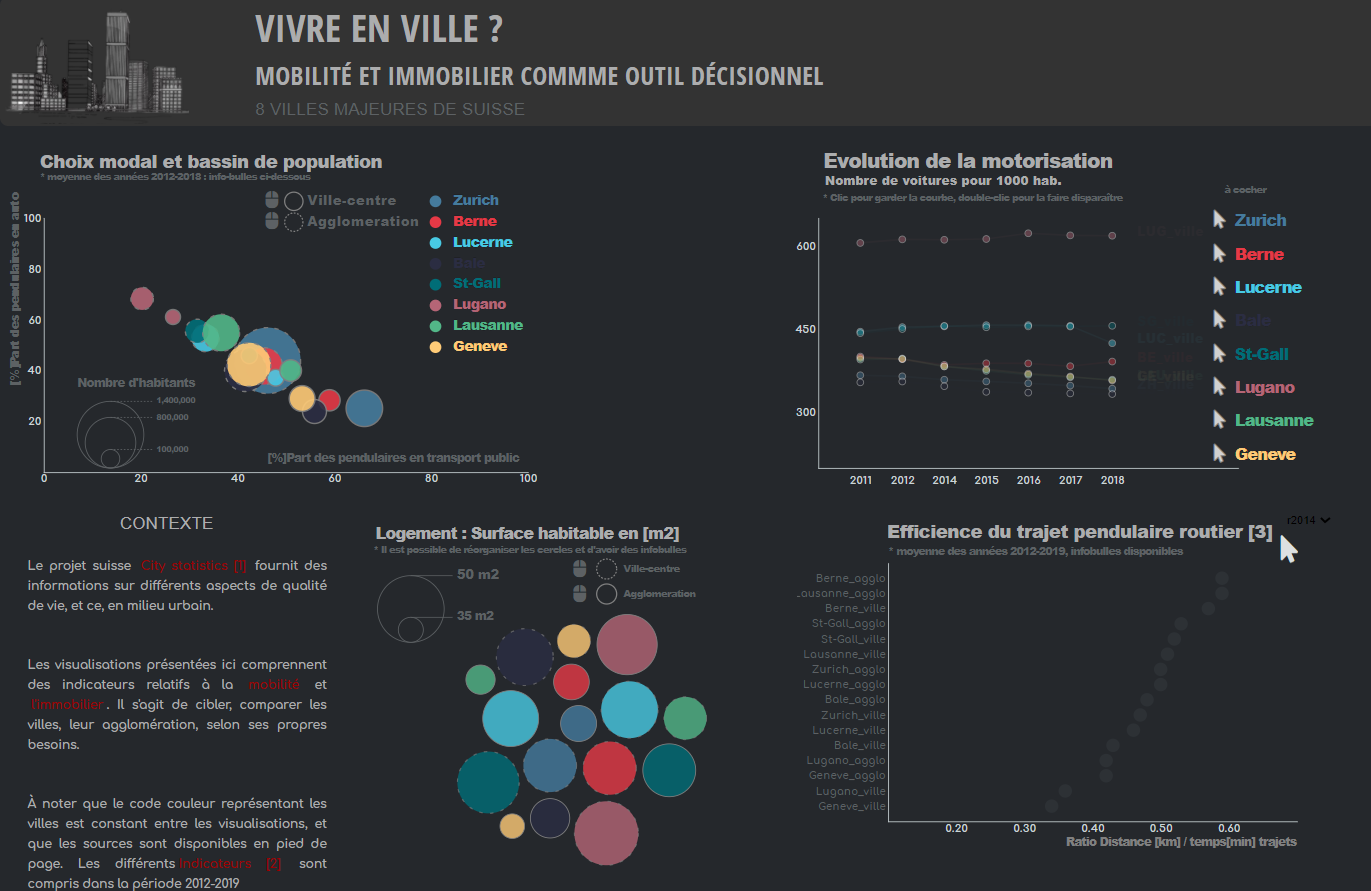 VIVRE EN VILLE ?
MOBILITÉ ET IMMOBILIER COMMME OUTIL DÉCISIONNEL
8 VILLES MAJEURES DE SUISSE
Choix modal et bassin de population
* moyenne des années 2012-2018 : info-bulles ci-dessous
Ville-centre
Agglomeration
Zurich
Berne
Lucerne
Bale
St-Gall
Lugano
Lausanne
Geneve
[%]Part des pendulaires en auto
100
80
60
40
20
Nombre d'habitants
1,400,000
800,000
100,000
[%]Part des pendulaires en transport public
0 20 40 60 80 100
Evolution de la motorisation
Nombre de voitures pour 1000 hab.
* Clic pour garder la courbe, double-clic pour la faire disparaître
à cocher
600
450
300
LUG_ville
LUC_ville
GE_ville
2011 2012 2014 2015 2016 2017 2018
Zurich
Berne
Lucerne
Bale
St-Gall
Lugano
Lausanne
Geneve
CONTEXTE
Le projet suisse City statistics [1] fournit des
informations sur différents aspects de qualité
de vie, et ce, en milieu urbain.
Les visualisations présentées ici comprennent
des indicateurs relatifs à la mobilité et
l'immobilier . Il s'agit de cibler, comparer les
villes, leur agglomération, selon ses propres
besoins.
À noter que le code couleur représentant les
villes est constant entre les visualisations, et
que les sources sont disponibles en pied de
page. Les différents Indicateurs [2] sont
compris dans la période 2012-2019
Logement : Surface habitable en [m2]
* Il est possible de réorganiser les cercles et d'avoir des infobulles
50 m2
35 m2
Ville-centre
Agglomeration
r2014
Efficience du trajet pendulaire routier [3]
* moyenne des années 2012-2019, infobulles disponibles
Berne_agglo
Lausanne_agglo
Berne_ville
St-Gall_agglo
St-Gall_ville
Lausanne_ville
Zurich_agglo
Lucerne_agglo
Bale_agglo
Zurich_ville
Lucerne_ville
Bale_ville
Lugano_agglo
Geneve_agglo
Lugano_ville
Geneve_ville
0.20 0.30 0.40 0.50 0.60
Ratio Distance [km] / temps[min] trajets